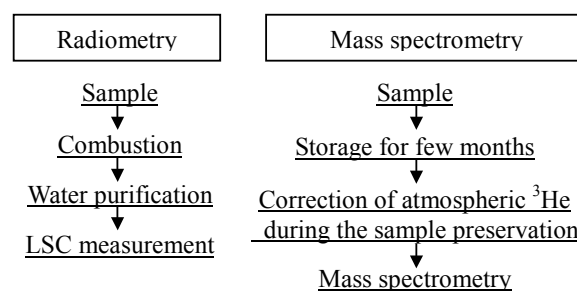 Radiometry
Sample
Combustion
Water purification
LSC measurement
Mass spectrometry
Sample
Storage for few months
Correction of atmospheric ³He
during the sample preservation
Mass spectrometry